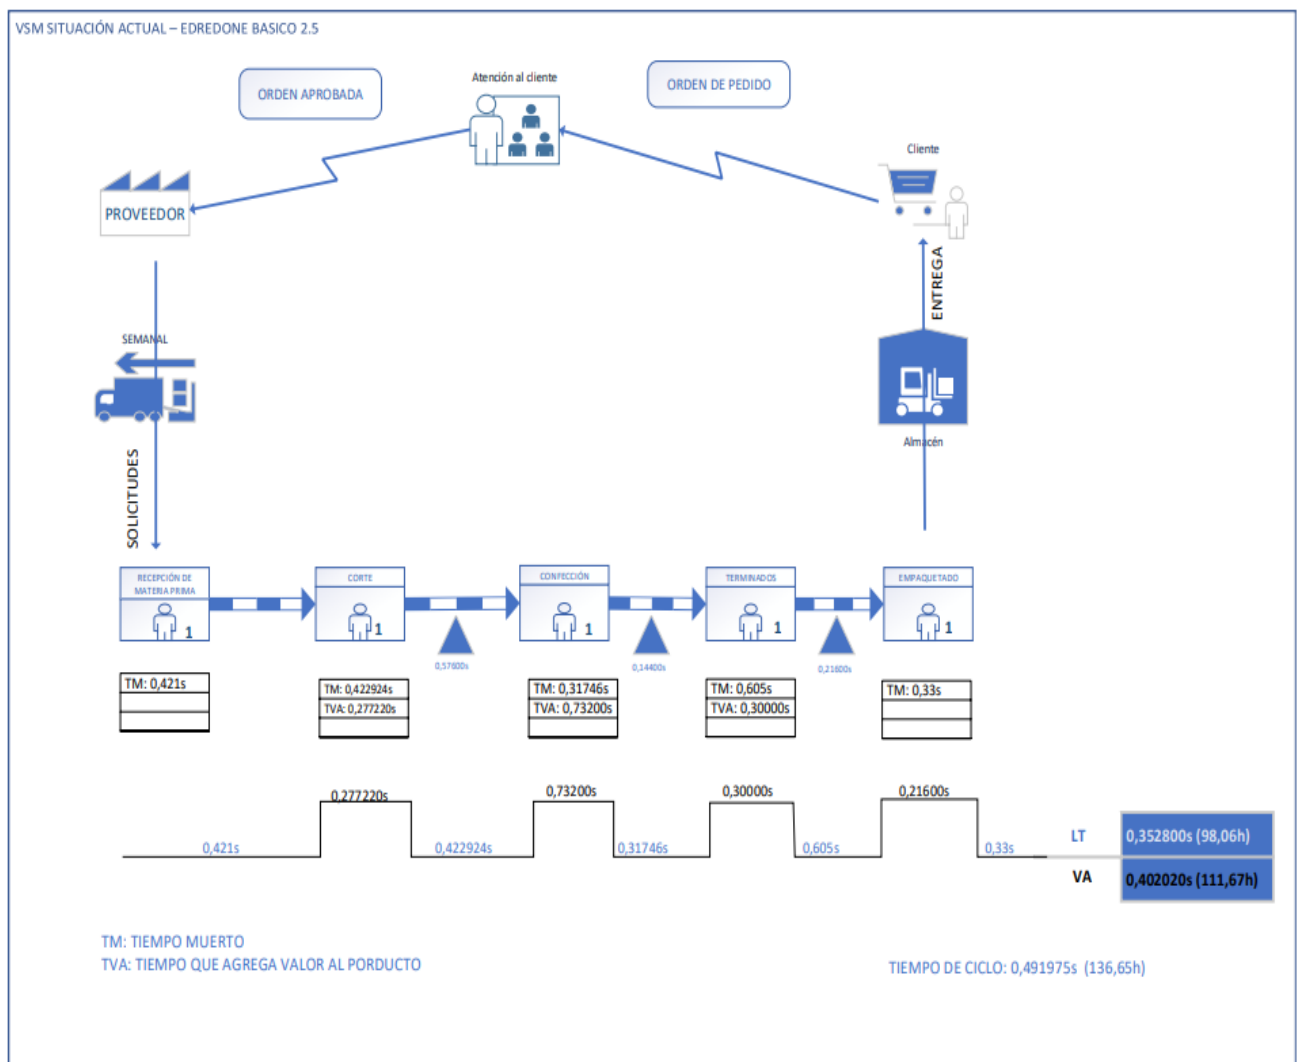 VSM SITUACIÓN ACTUAL – EDREDONE BASICO 2.5
Atención al cliente
ORDEN APROBADA
ORDEN DE PEDIDO
Cliente
PROVEEDOR
ENTREGA
SEMANAL
Almacén
SOLICITUDES
RECEPCIÓN DE
MATERIA PRIMA
1
CORTE
1
CONFECCIÓN
1
TERMINADOS
1
EMPAQUETADO
1
0,57600s
0,14400s
0,21600s
TM: 0,421s
TM: 0,422924s
TVA: 0,277220s
TM: 0,31746s
TVA: 0,73200s
TM: 0,605s
TVA: 0,30000s
TM: 0,33s
0,277220s
0,73200s
0,30000s
0,21600s
0,421s
0,422924s
0,31746s
0,605s
0,33s
LT
0,352800s (98,06h)
VA
0,402020s (111,67h)
TM: TIEMPO MUERTO
TVA: TIEMPO QUE AGREGA VALOR AL PORDUCTO
TIEMPO DE CICLO: 0,491975s (136,65h)